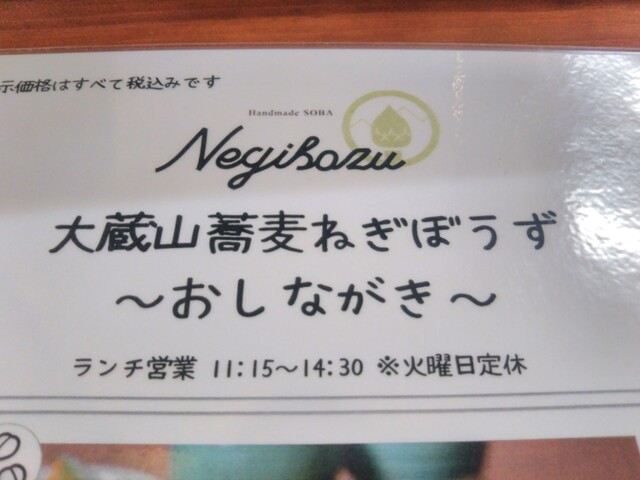 示価格はすべて税込みです
Handmade SOBA
Negibozu
大蔵山蕎麦ねぎぼうず
～おしながき～
ランチ営業 11:15～14:30 ※火曜日定休